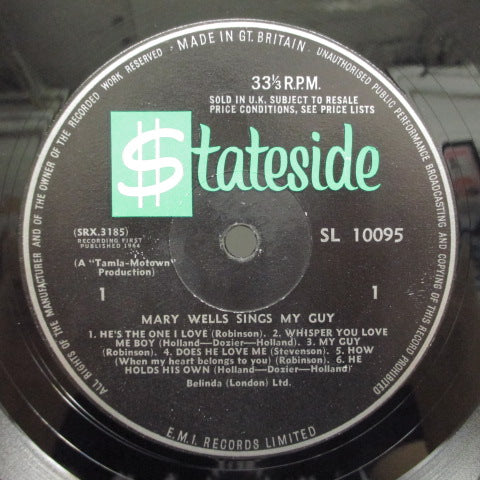 ALL RIGHTS OF THE MANUFACTURER AND OF THE OWNER OF THE RECORDED WORK RESERVED • MADE IN GT. BRITAIN • UNAUTHORISED PUBLIC PERFORMANCE BROADCASTING AND COPYING OF THIS RECORD PROHIBITED
33⅓ R.P.M.
SOLD IN U.K. SUBJECT TO RESALE
PRICE CONDITIONS, SEE PRICE LISTS
$tateside
(SRX.3185)
RECORDING FIRST
PUBLISHED 1964
SL 10095
(A "Tamla-Motown"
Production)
1
1
MARY WELLS SINGS MY GUY
1. HE'S THE ONE I LOVE (Robinson). 2. WHISPER YOU LOVE
ME BOY (Holland—Dozier—Holland). 3. MY GUY
(Robinson). 4. DOES HE LOVE ME (Stevenson). 5. HOW
(When my heart belongs to you) (Robinson). 6. HE
HOLDS HIS OWN (Holland—Dozier—Holland).
Belinda (London) Ltd.
E.M.I. RECORDS LIMITED